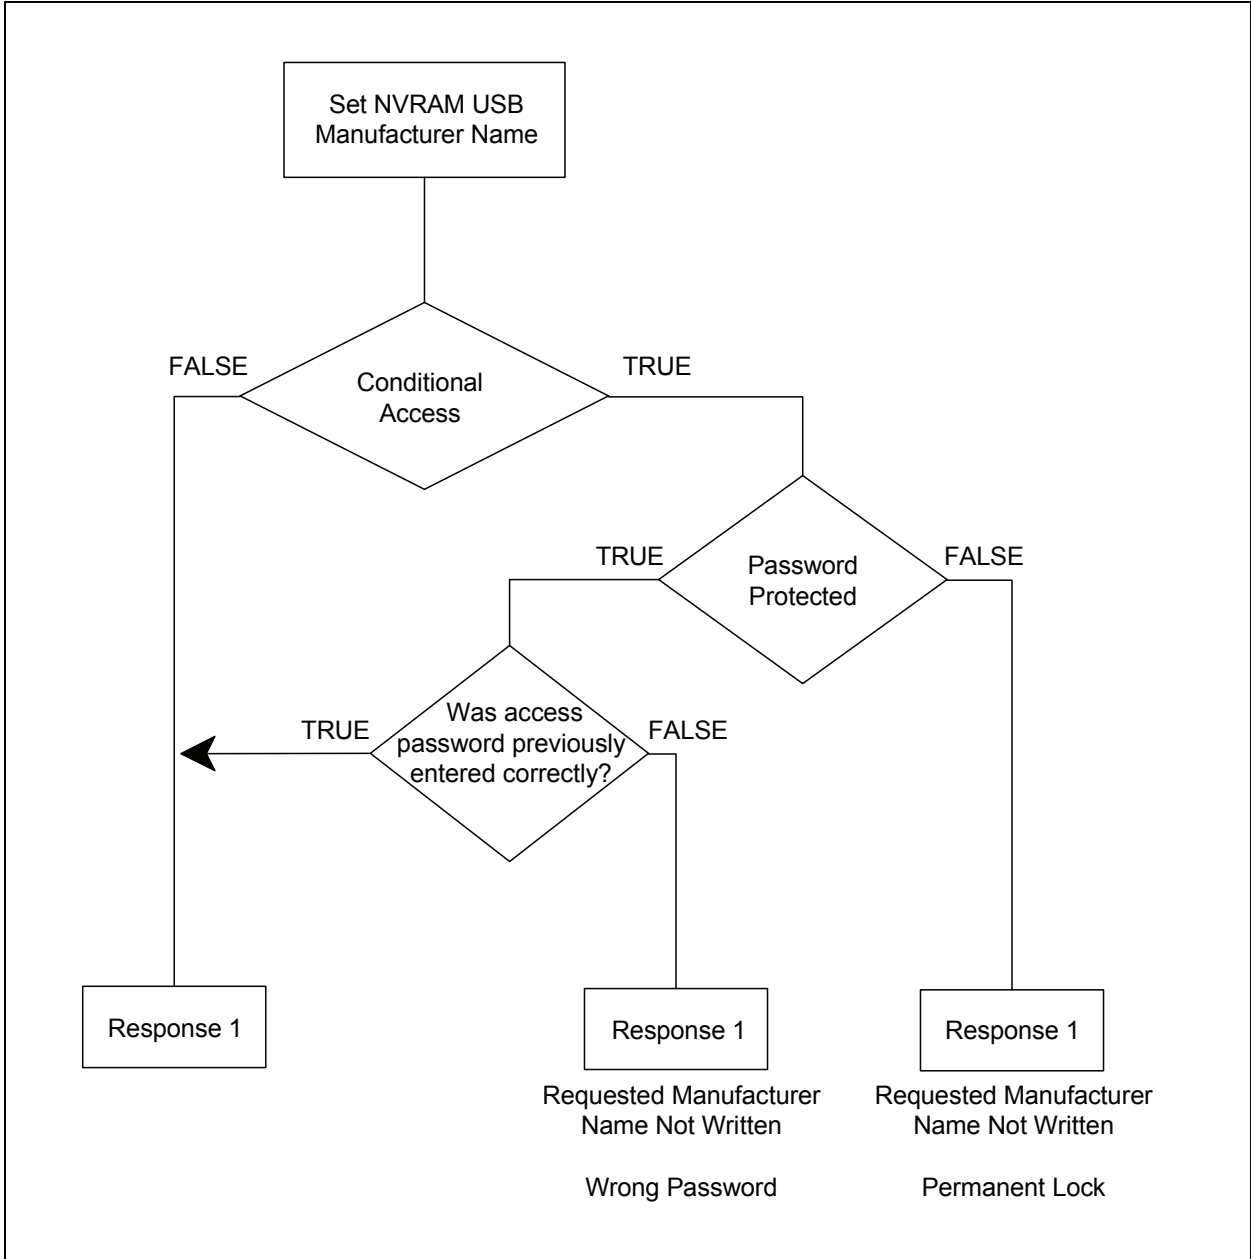 Set NVRAM USB
Manufacturer Name
FALSE
TRUE
Conditional
Access
TRUE
FALSE
Password
Protected
TRUE
FALSE
Was access
password previously
entered correctly?
Response 1
Response 1
Response 1
Requested Manufacturer
Name Not Written
Wrong Password
Requested Manufacturer
Name Not Written
Permanent Lock